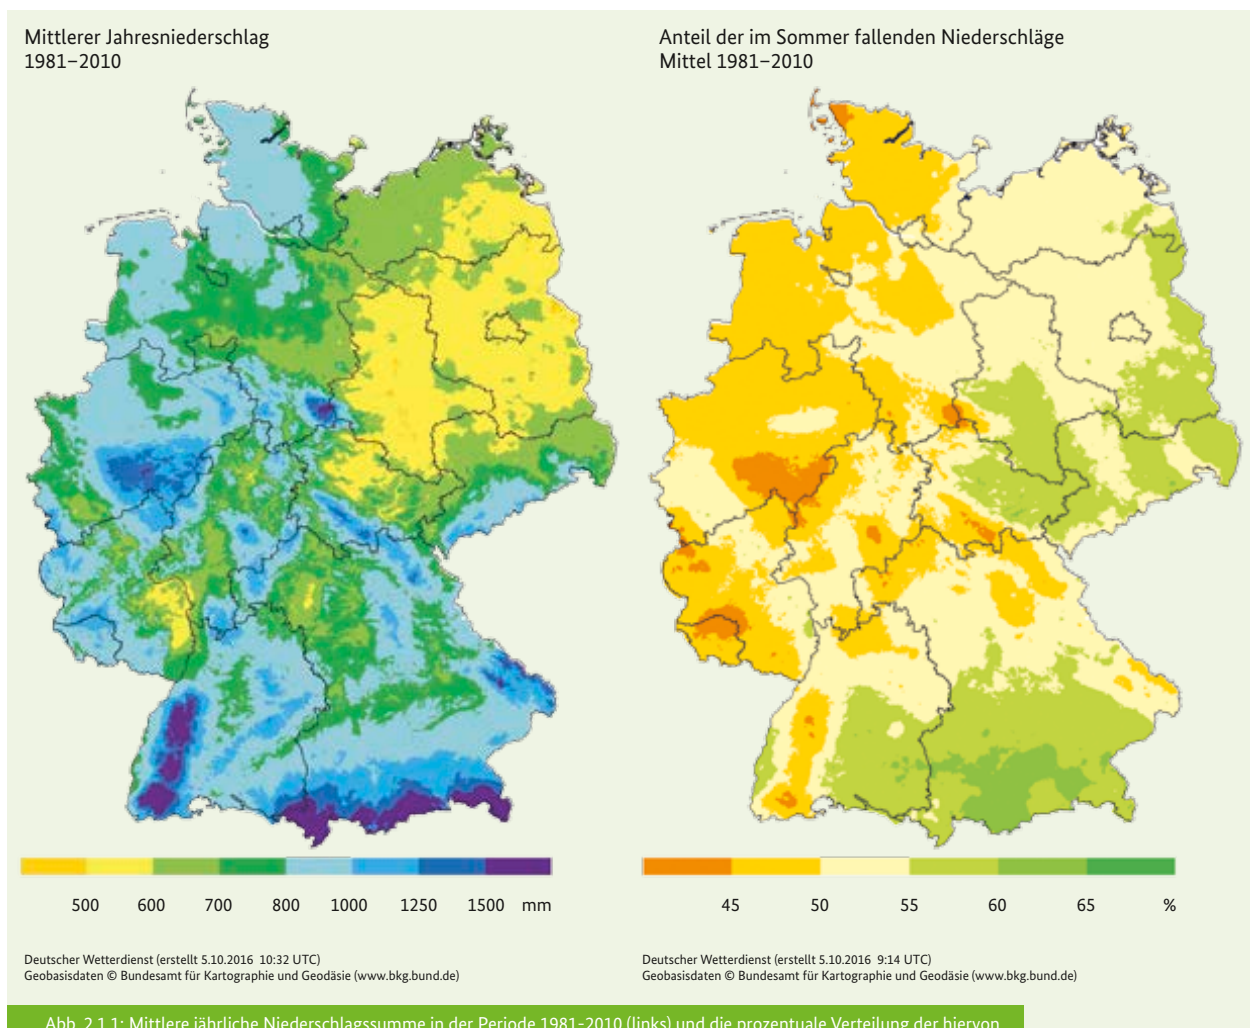 Mittlerer Jahresniederschlag
1981–2010
Anteil der im Sommer fallenden Niederschläge
Mittel 1981–2010
500 600 700 800 1000 1250 1500 mm
45 50 55 60 65 %
Deutscher Wetterdienst (erstellt 5.10.2016 10:32 UTC)
Geobasisdaten © Bundesamt für Kartographie und Geodäsie (www.bkg.bund.de)
Deutscher Wetterdienst (erstellt 5.10.2016 9:14 UTC)
Geobasisdaten © Bundesamt für Kartographie und Geodäsie (www.bkg.bund.de)
Abb. 2.1.1: Mittlere jährliche Niederschlagssumme in der Periode 1981-2010 (links) und die prozentuale Verteilung der hiervon